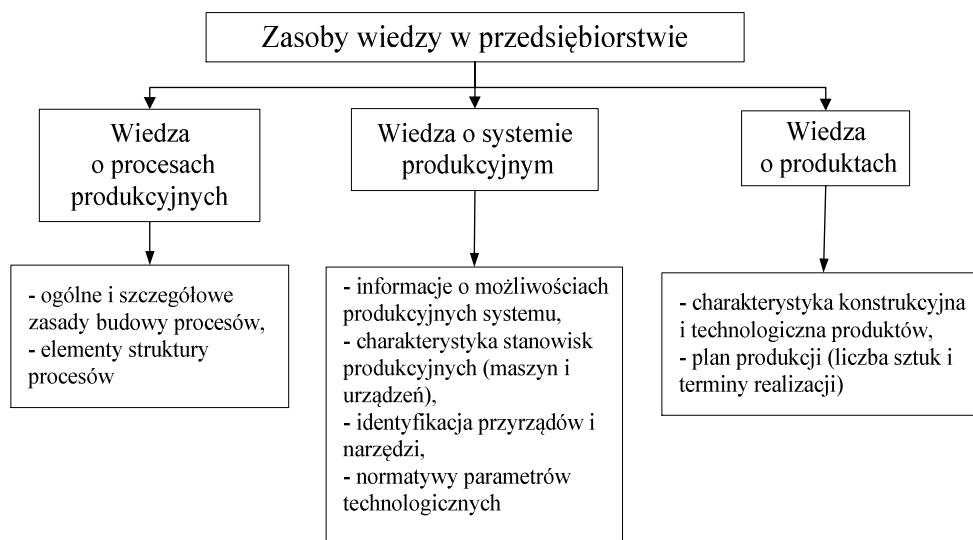 Zasoby wiedzy w przedsiębiorstwie
Wiedza
o procesach
produkcyjnych
Wiedza o systemie
produkcyjnym
Wiedza
o produktach
- ogólne i szczegółowe
zasady budowy procesów,
- elementy struktury
procesów
- informacje o możliwościach
produkcyjnych systemu,
- charakterystyka stanowisk
produkcyjnych (maszyn i
urządzeń),
- identyfikacja przyrządów i
narzędzi,
- normatywy parametrów
technologicznych
- charakterystyka konstrukcyjna
i technologiczna produktów,
- plan produkcji (liczba sztuk i
terminy realizacji)